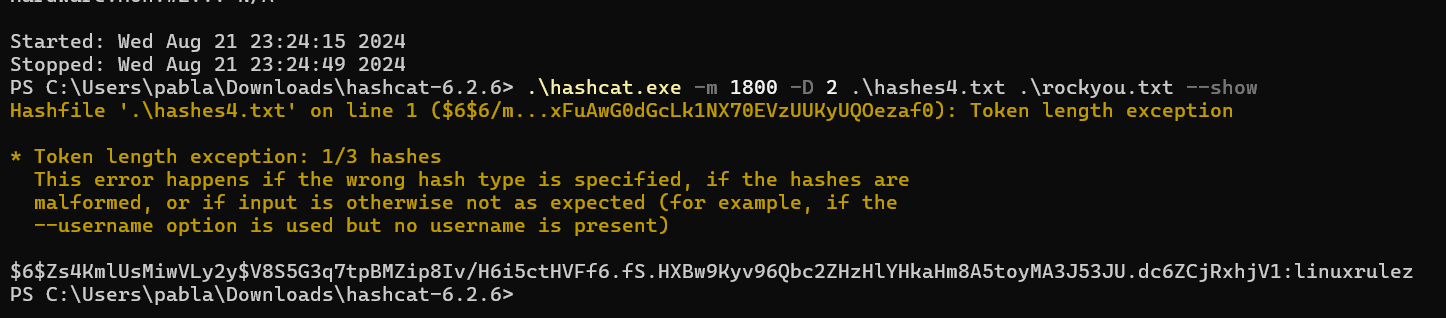 Started: Wed Aug 21 23:24:15 2024
Stopped: Wed Aug 21 23:24:49 2024
PS C:\Users\pabla\Downloads\hashcat-6.2.6> .\hashcat.exe -m 1800 -D 2 .\hashes4.txt .\rockyou.txt --show
Hashfile '.\hashes4.txt' on line 1 ($6$6/m...xFuAwG0dGcLk1NX70EVzUUKyUQOezaf0): Token length exception
* Token length exception: 1/3 hashes
This error happens if the wrong hash type is specified, if the hashes are
malformed, or if input is otherwise not as expected (for example, if the
--username option is used but no username is present)
$6$Zs4KmlUsMiwVLy2y$V8S5G3q7tpBMZip8Iv/H6i5ctHVFf6.fS.HXBw9Kyv96Qbc2ZHzHlYHkaHm8A5toyMA3J53JU.dc6ZCjRxhjV1:linuxrulez
PS C:\Users\pabla\Downloads\hashcat-6.2.6>